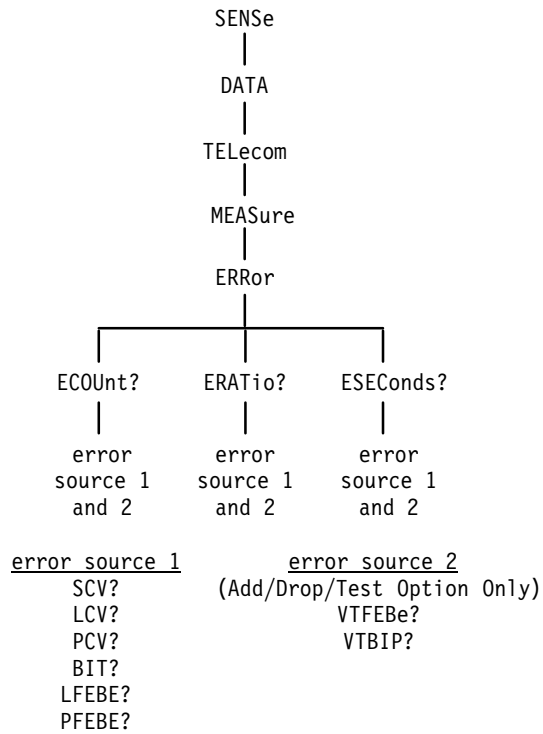 SENSe
DATA
TELecom
MEASure
ERRor
ECOUnt? ERATio? ESEConds?
error error error
source 1 source 1 source 1
and 2 and 2 and 2
error source 1 error source 2
SCV? (Add/Drop/Test Option Only)
LCV? VTFEBe?
PCV? VTBIP?
BIT?
LFEBE?
PFEBE?